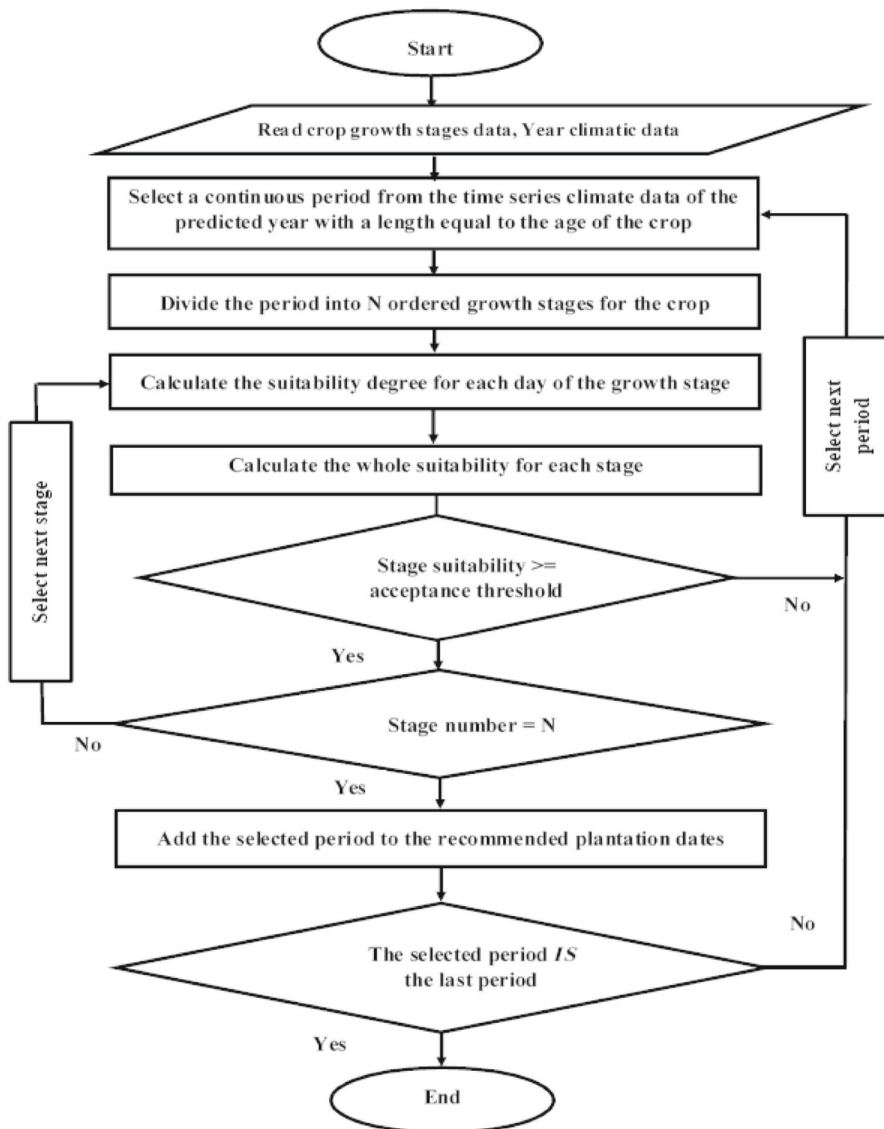 Start
Read crop growth stages data, Year climatic data
Select a continuous period from the time series climate data of the
predicted year with a length equal to the age of the crop
Divide the period into N ordered growth stages for the crop
Calculate the suitability degree for each day of the growth stage
Calculate the whole suitability for each stage
Select next stage
Select next
period
Stage suitability >=
acceptance threshold
No
Yes
Stage number = N
No
Yes
Add the selected period to the recommended plantation dates
The selected period IS
the last period
No
Yes
End